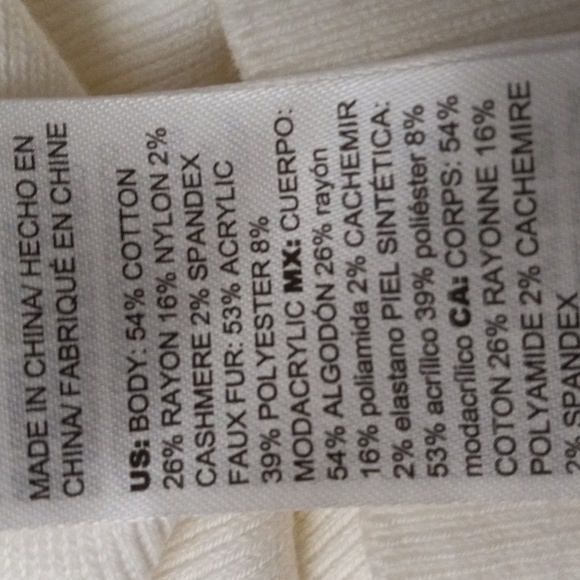 MADE IN CHINA/ HECHO EN
CHINA/ FABRIQUÉ EN CHINE
US: BODY: 54% COTTON
26% RAYON 16% NYLON 2%
CASHMERE 2% SPANDEX
FAUX FUR: 53% ACRYLIC
39% POLYESTER 8%
MODACRYLIC MX: CUERPO:
54% ALGODÓN 26% rayón
16% poliamida 2% CACHEMIR
2% elastano PIEL SINTÉTICA:
53% acrílico 39% poliéster 8%
modacrílico CA: CORPS: 54%
COTON 26% RAYONNE 16%
POLYAMIDE 2% CACHEMIRE
2% SPANDEX